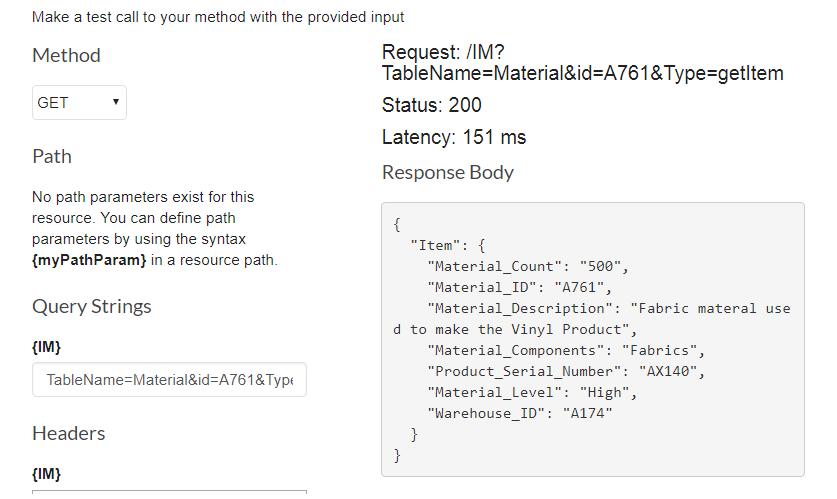 Make a test call to your method with the provided input
Method
GET
Path
No path parameters exist for this
resource. You can define path
parameters by using the syntax
{myPathParam} in a resource path.
Query Strings
{IM}
TableName=Material&id=A761&Type
Headers
{IM}
Request: /IM?
TableName=Material&id=A761&Type=getItem
Status: 200
Latency: 151 ms
Response Body
{
"Item": {
"Material_Count": "500",
"Material_ID": "A761",
"Material_Description": "Fabric materal use
d to make the Vinyl Product",
"Material_Components": "Fabrics",
"Product_Serial_Number": "AX140",
"Material_Level": "High",
"Warehouse_ID": "A174"
}
}